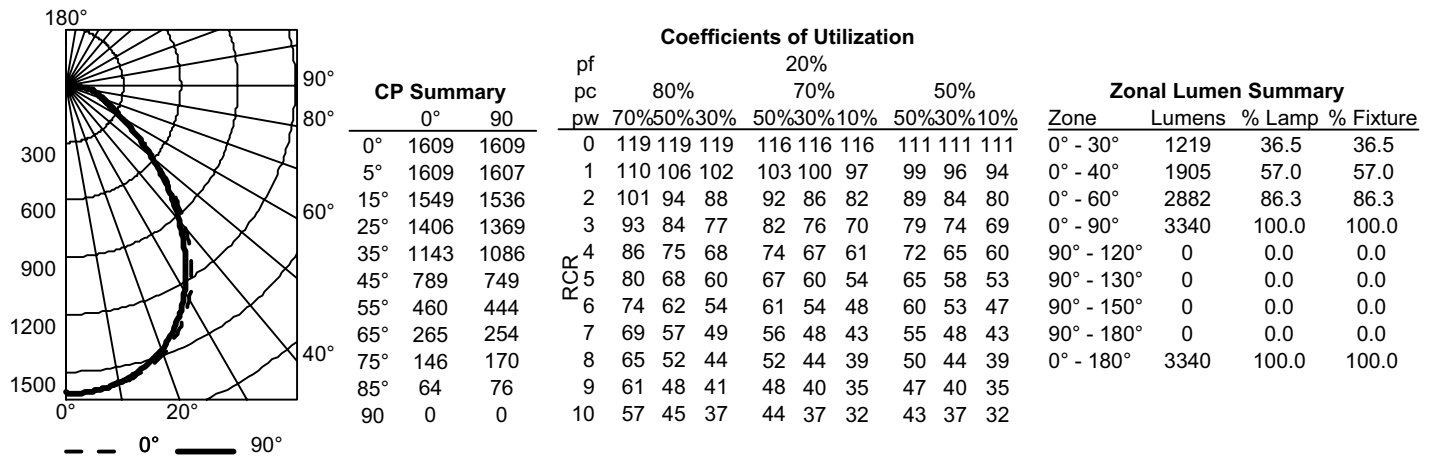 180°
90°
80°
60°
40°
300
600
900
1200
1500
0° 20°
0° 90°
CP Summary
0° 90
0° 1609 1609
5° 1609 1607
15° 1549 1536
25° 1406 1369
35° 1143 1086
45° 789 749
55° 460 444
65° 265 254
75° 146 170
85° 64 76
90 0 0
Coefficients of Utilization
pf 20%
pc 80% 70% 50%
pw 70% 50% 30% 50% 30% 10% 50% 30% 10%
RCR
0 119 119 119 116 116 116 111 111 111
1 110 106 102 103 100 97 99 96 94
2 101 94 88 92 86 82 89 84 80
3 93 84 77 82 76 70 79 74 69
4 86 75 68 74 67 61 72 65 60
5 80 68 60 67 60 54 65 58 53
6 74 62 54 61 54 48 60 53 47
7 69 57 49 56 48 43 55 48 43
8 65 52 44 52 44 39 50 44 39
9 61 48 41 48 40 35 47 40 35
10 57 45 37 44 37 32 43 37 32
Zonal Lumen Summary
Zone Lumens % Lamp % Fixture
0° - 30° 1219 36.5 36.5
0° - 40° 1905 57.0 57.0
0° - 60° 2882 86.3 86.3
0° - 90° 3340 100.0 100.0
90° - 120° 0 0.0 0.0
90° - 130° 0 0.0 0.0
90° - 150° 0 0.0 0.0
90° - 180° 0 0.0 0.0
0° - 180° 3340 100.0 100.0